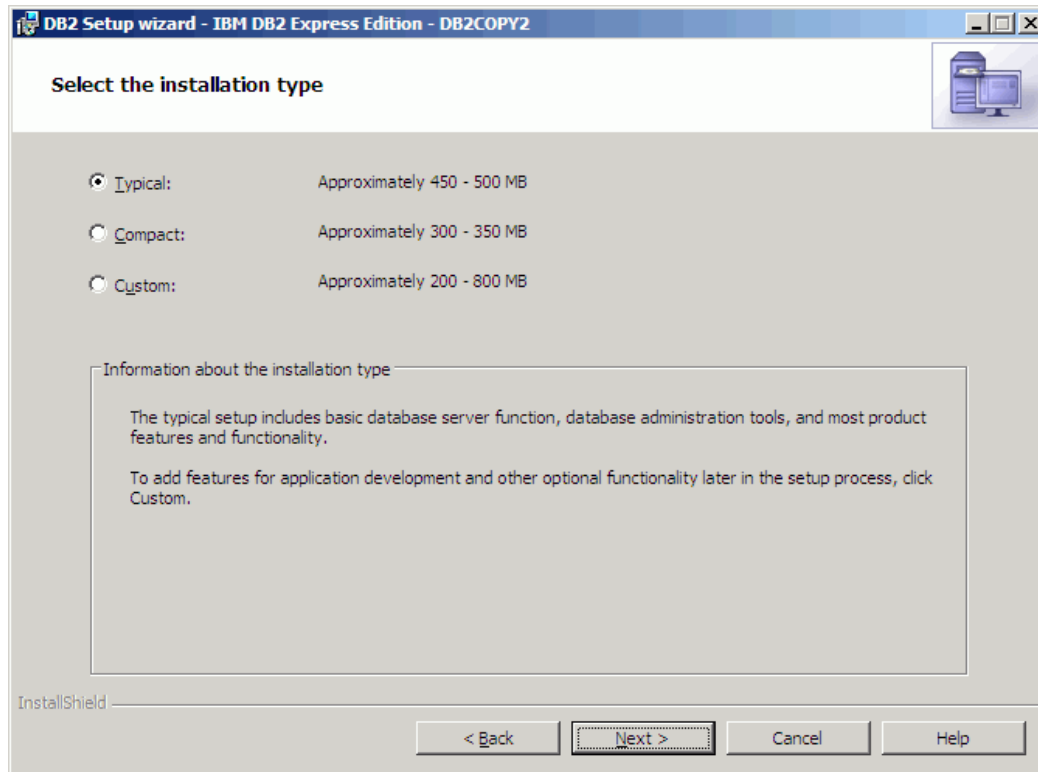 DB2 Setup wizard - IBM DB2 Express Edition - DB2COPY2
Select the installation type
Typical: Approximately 450 - 500 MB
Compact: Approximately 300 - 350 MB
Custom: Approximately 200 - 800 MB
Information about the installation type
The typical setup includes basic database server function, database administration tools, and most product
features and functionality.
To add features for application development and other optional functionality later in the setup process, click
Custom.
InstallShield
< Back Next > Cancel Help